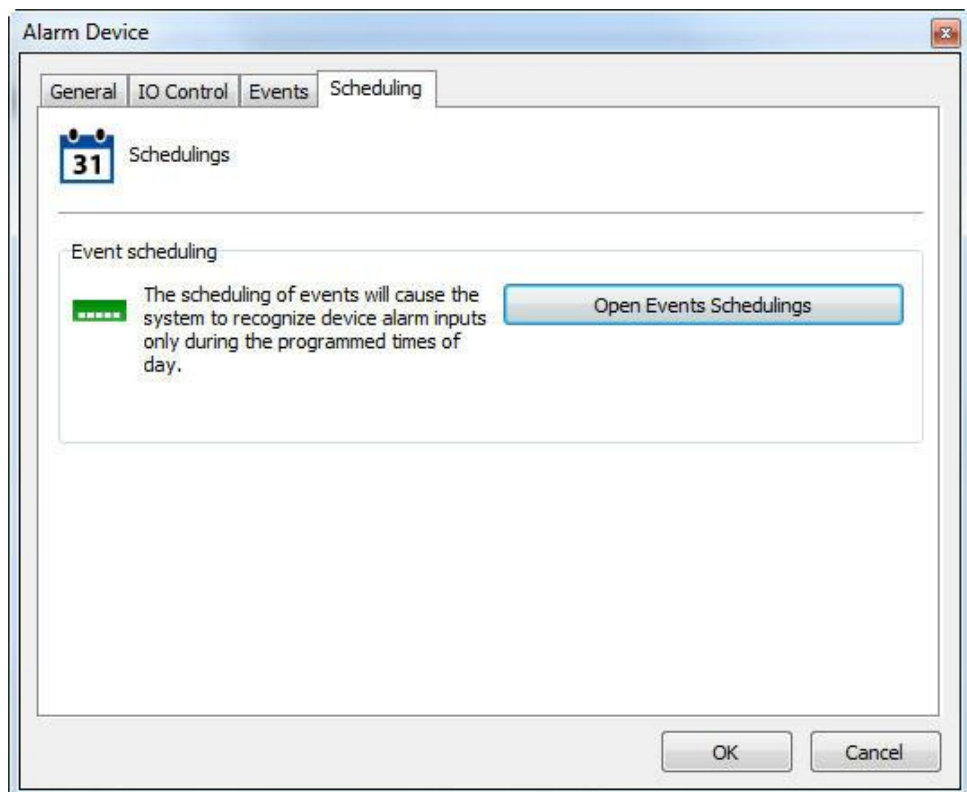 Alarm Device
General IO Control Events Scheduling
31
Schedulings
Event scheduling
The scheduling of events will cause the
system to recognize device alarm inputs
only during the programmed times of
day.
Open Events Schedulings
OK Cancel